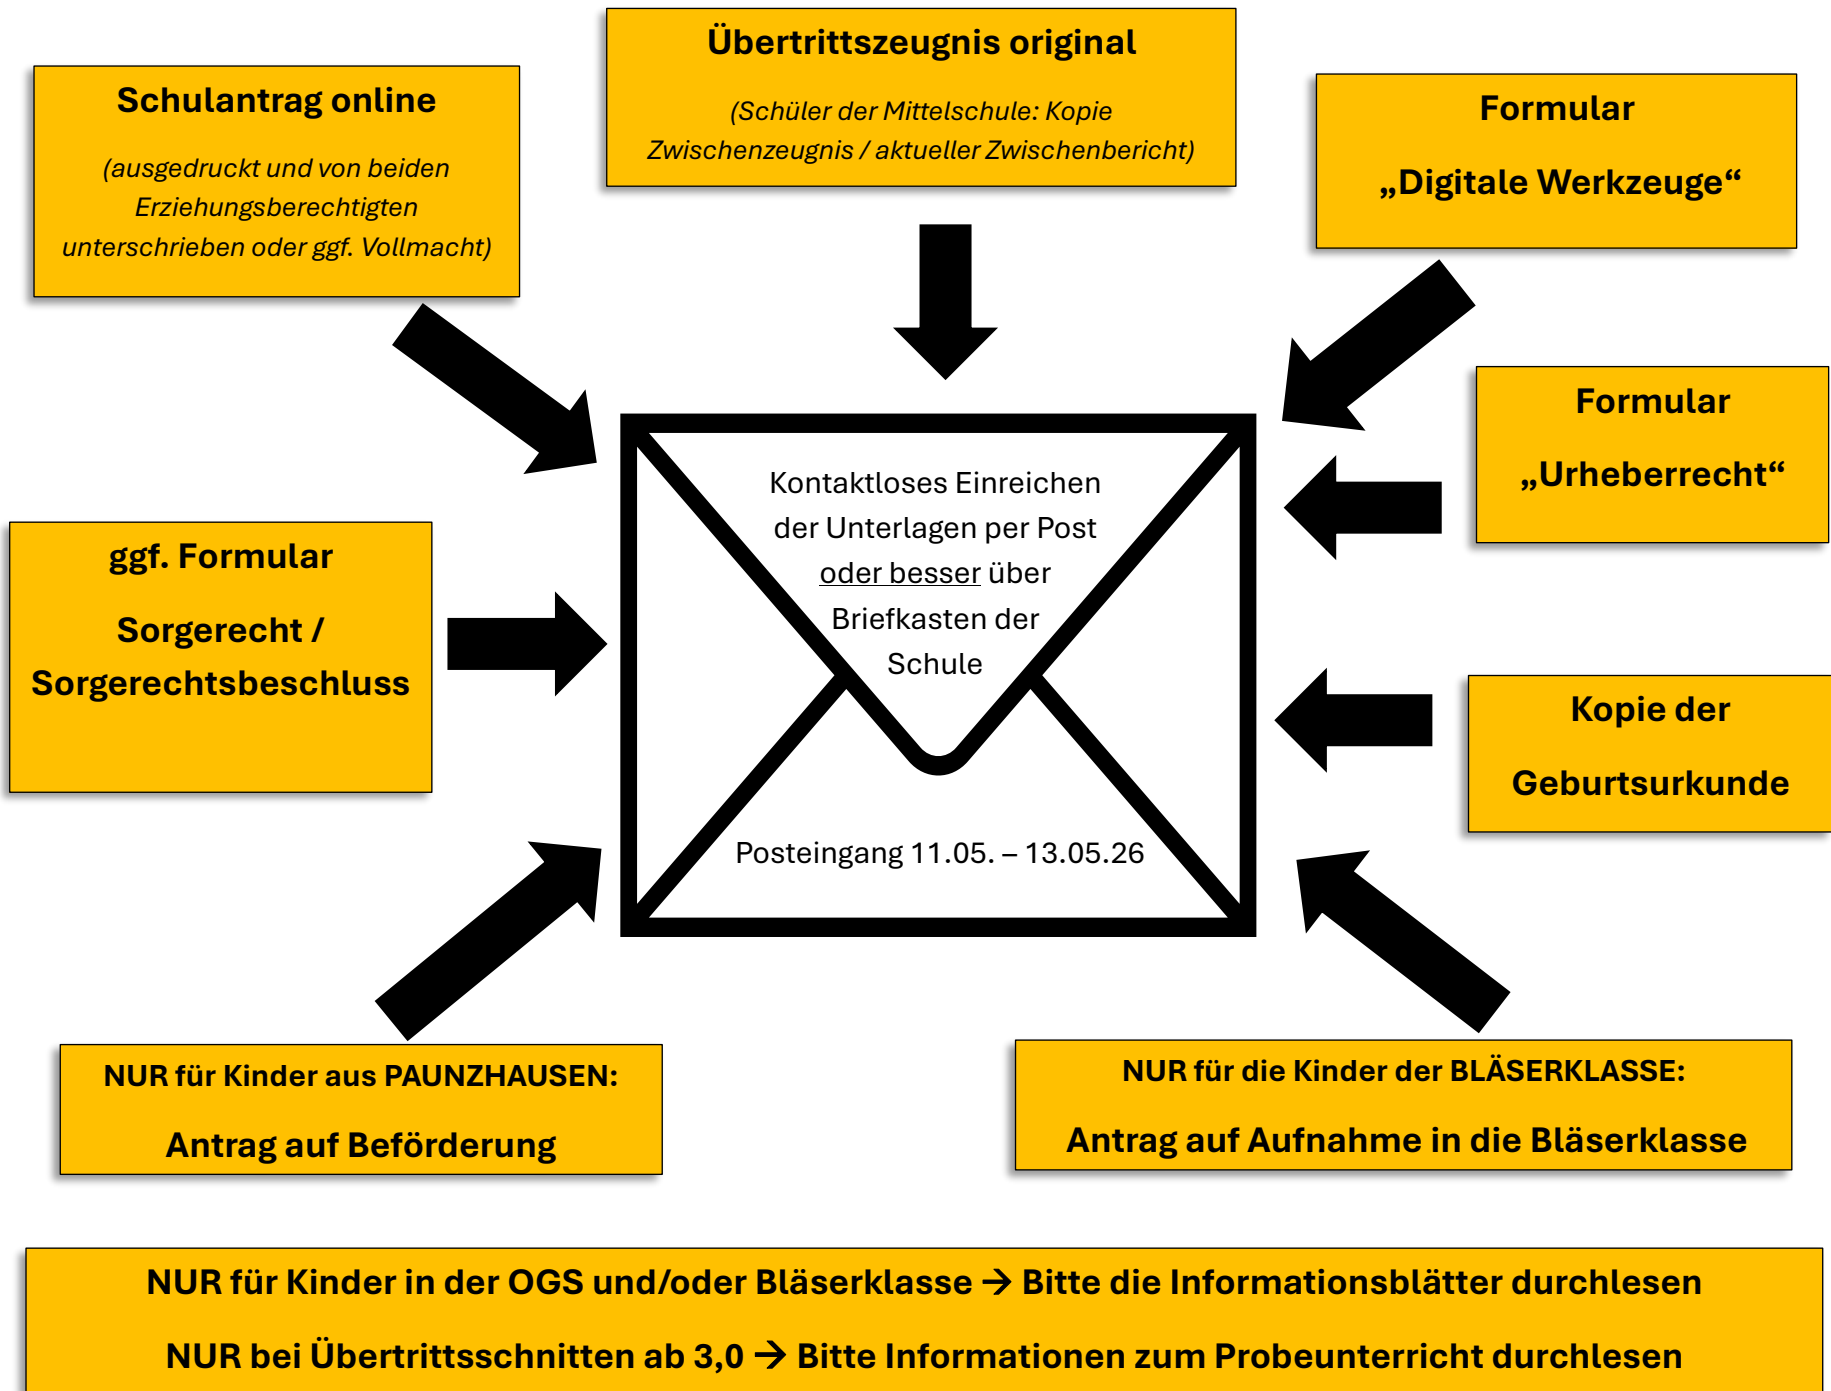 Übertrittszeugnis original
(Schüler der Mittelschule: Kopie
Zwischenzeugnis / aktueller Zwischenbericht)
Schulantrag online
(ausgedruckt und von beiden
Erziehungsberechtigten
unterschrieben oder ggf. Vollmacht)
Formular
„Digitale Werkzeuge“
Formular
„Urheberrecht“
Kontaktloses Einreichen
der Unterlagen per Post
oder besser über
Briefkasten der
Schule
ggf. Formular
Sorgerecht /
Sorgerechtsbeschluss
Kopie der
Geburtsurkunde
Posteingang 11.05. – 13.05.26
NUR für Kinder aus PAUNZHAUSEN:
Antrag auf Beförderung
NUR für die Kinder der BLÄSERKLASSE:
Antrag auf Aufnahme in die Bläserklasse
NUR für Kinder in der OGS und/oder Bläserklasse → Bitte die Informationsblätter durchlesen
NUR bei Übertrittsschnitten ab 3,0 → Bitte Informationen zum Probeunterricht durchlesen